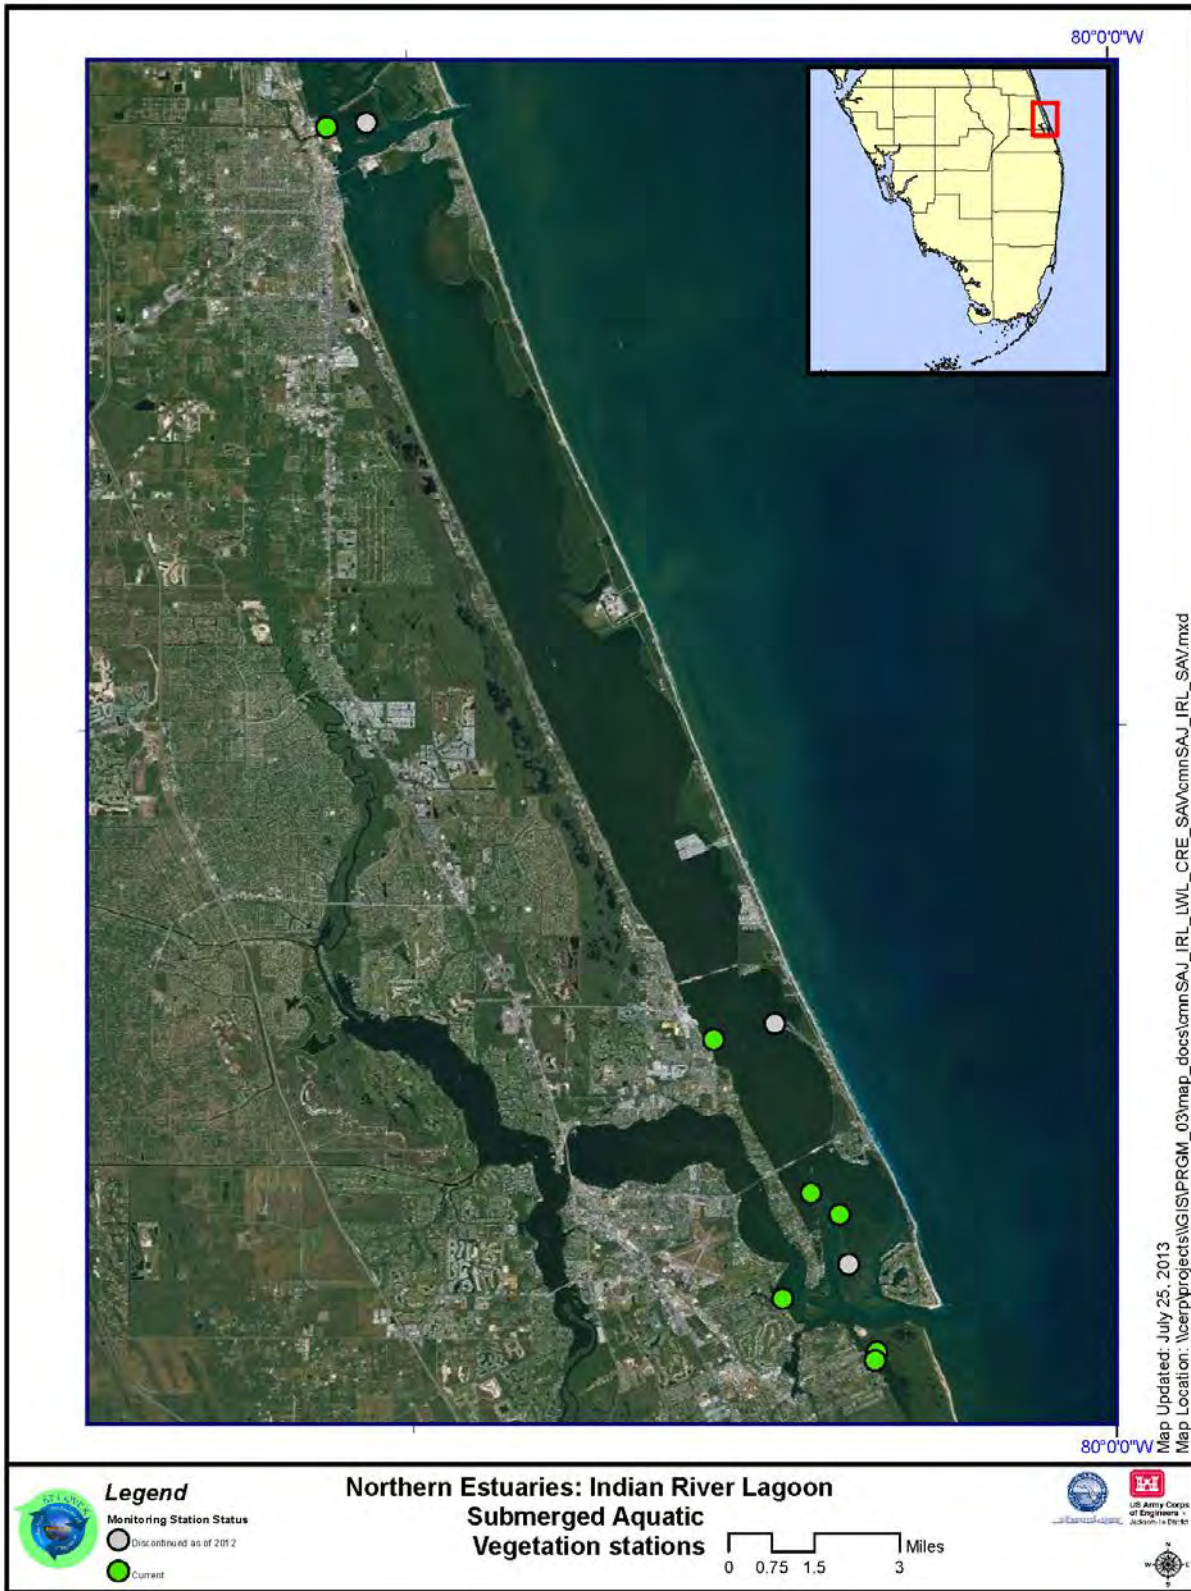 80°0'0"W
80°0'0"W
Map Updated: July 25, 2013
Map Location: \\cerp\projects\GIS\PRGM_03\map_docs\cmnSAJ_IRL_LWL_CRE_SAV\cmnSAJ_IRL_SAV.mxd
Legend
Monitoring Station Status
Discontinued as of 2012
Current
Northern Estuaries: Indian River Lagoon
Submerged Aquatic
Vegetation stations
Miles
0 0.75 1.5 3
US Army Corps
of Engineers